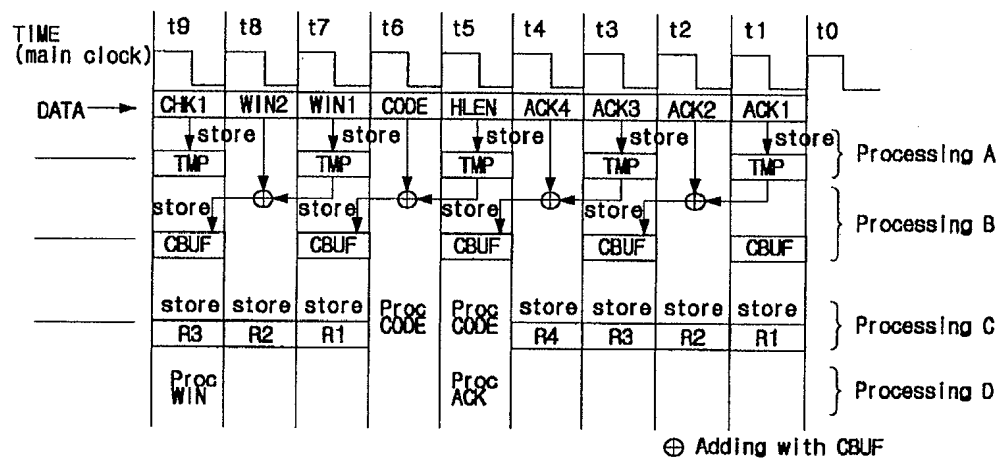 TIME
(main clock)
t9 t8 t7 t6 t5 t4 t3 t2 t1 t0
DATA CHK1 WIN2 WIN1 CODE HLEN ACK4 ACK3 ACK2 ACK1
store store store store store
TMP TMP TMP TMP TMP
Processing A
store store store store
CBUF CBUF CBUF CBUF CBUF
Processing B
store store store Proc CODE Proc CODE store store store store
R3 R2 R1 R4 R3 R2 R1
Processing C
Proc WIN Proc ACK
Processing D
⊕ Adding with CBUF